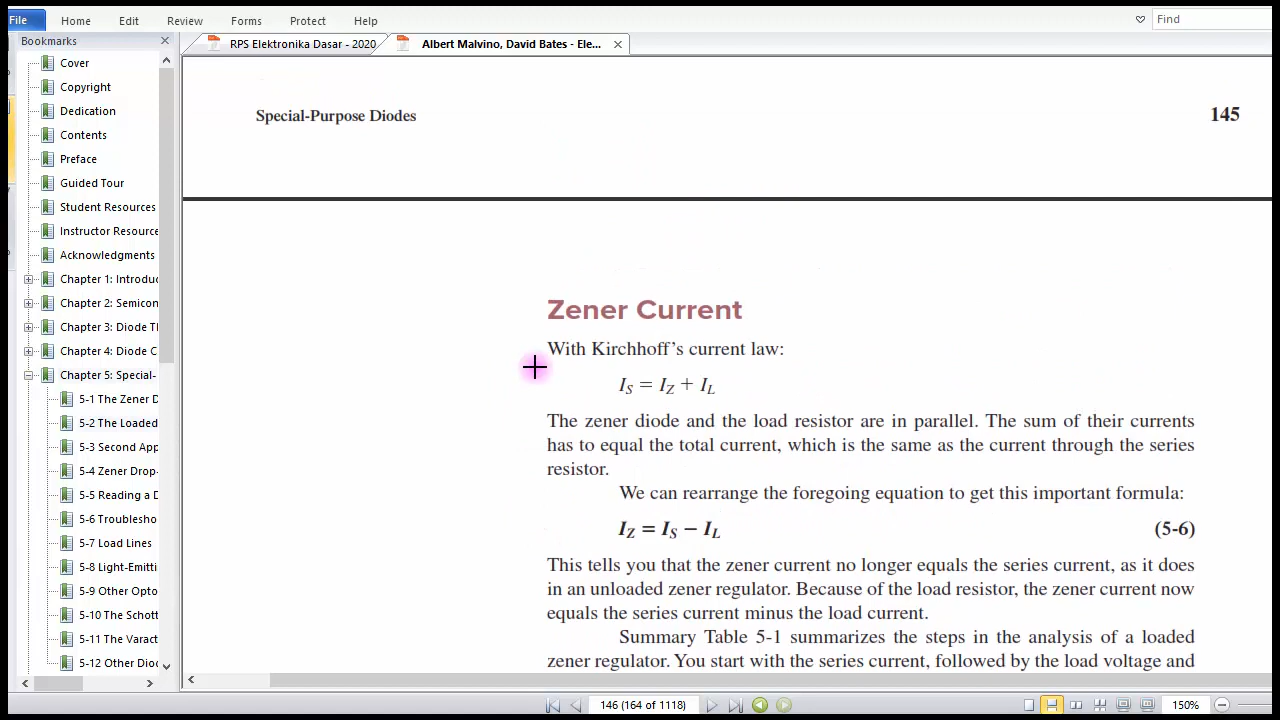 File Home Edit Review Forms Protect Help Find
Bookmarks
RPS Elektronika Dasar - 2020
Albert Malvino, David Bates - Ele...
Cover
Copyright
Dedication
Contents
Preface
Guided Tour
Student Resources
Instructor Resource
Acknowledgments
Chapter 1: Introduc
Chapter 2: Semicon
Chapter 3: Diode T
Chapter 4: Diode C
Chapter 5: Special-
5-1 The Zener D
5-2 The Loaded
5-3 Second App
5-4 Zener Drop-
5-5 Reading a D
5-6 Troublesho
5-7 Load Lines
5-8 Light-Emitti
5-9 Other Opto
5-10 The Schott
5-11 The Varact
5-12 Other Diod
Special-Purpose Diodes 145
Zener Current
With Kirchhoff's current law:
I_S = I_Z + I_L
The zener diode and the load resistor are in parallel. The sum of their currents
has to equal the total current, which is the same as the current through the series
resistor.
We can rearrange the foregoing equation to get this important formula:
I_Z = I_S − I_L (5-6)
This tells you that the zener current no longer equals the series current, as it does
in an unloaded zener regulator. Because of the load resistor, the zener current now
equals the series current minus the load current.
Summary Table 5-1 summarizes the steps in the analysis of a loaded
zener regulator. You start with the series current, followed by the load voltage and
146 (164 of 1118) 150%